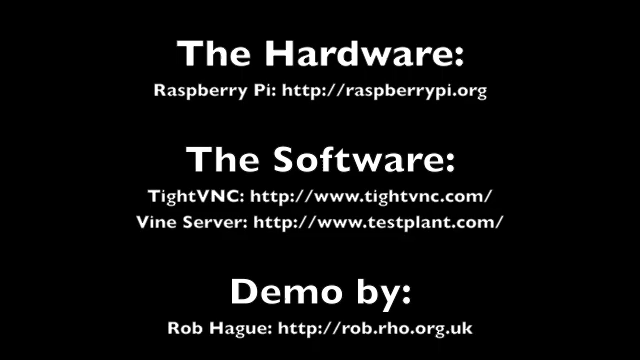 The Hardware:
Raspberry Pi: http://raspberrypi.org
The Software:
TightVNC: http://www.tightvnc.com/
Vine Server: http://www.testplant.com/
Demo by:
Rob Hague: http://rob.rho.org.uk